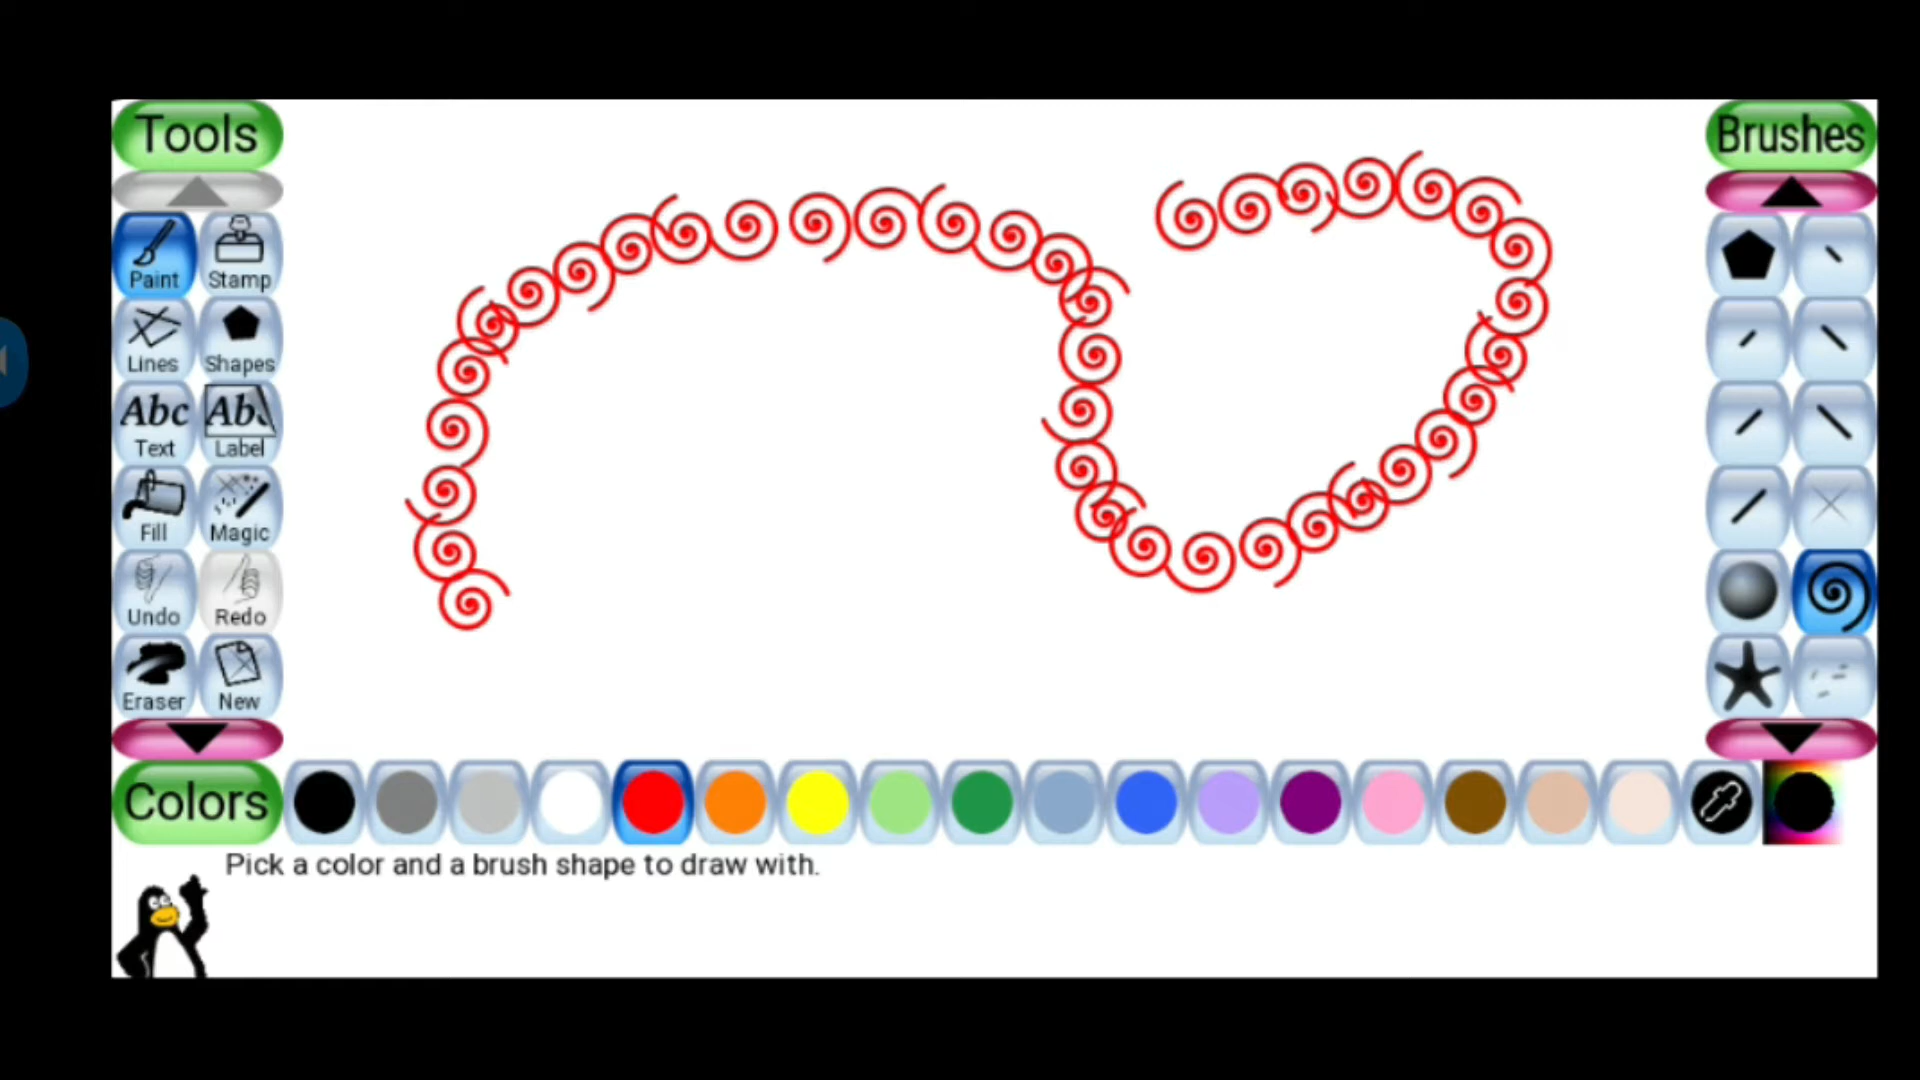 Tools
Brushes
Paint
Stamp
Lines
Shapes
Abc
Abc
Text
Label
Fill
Magic
Undo
Redo
Eraser
New
Colors
Pick a color and a brush shape to draw with.